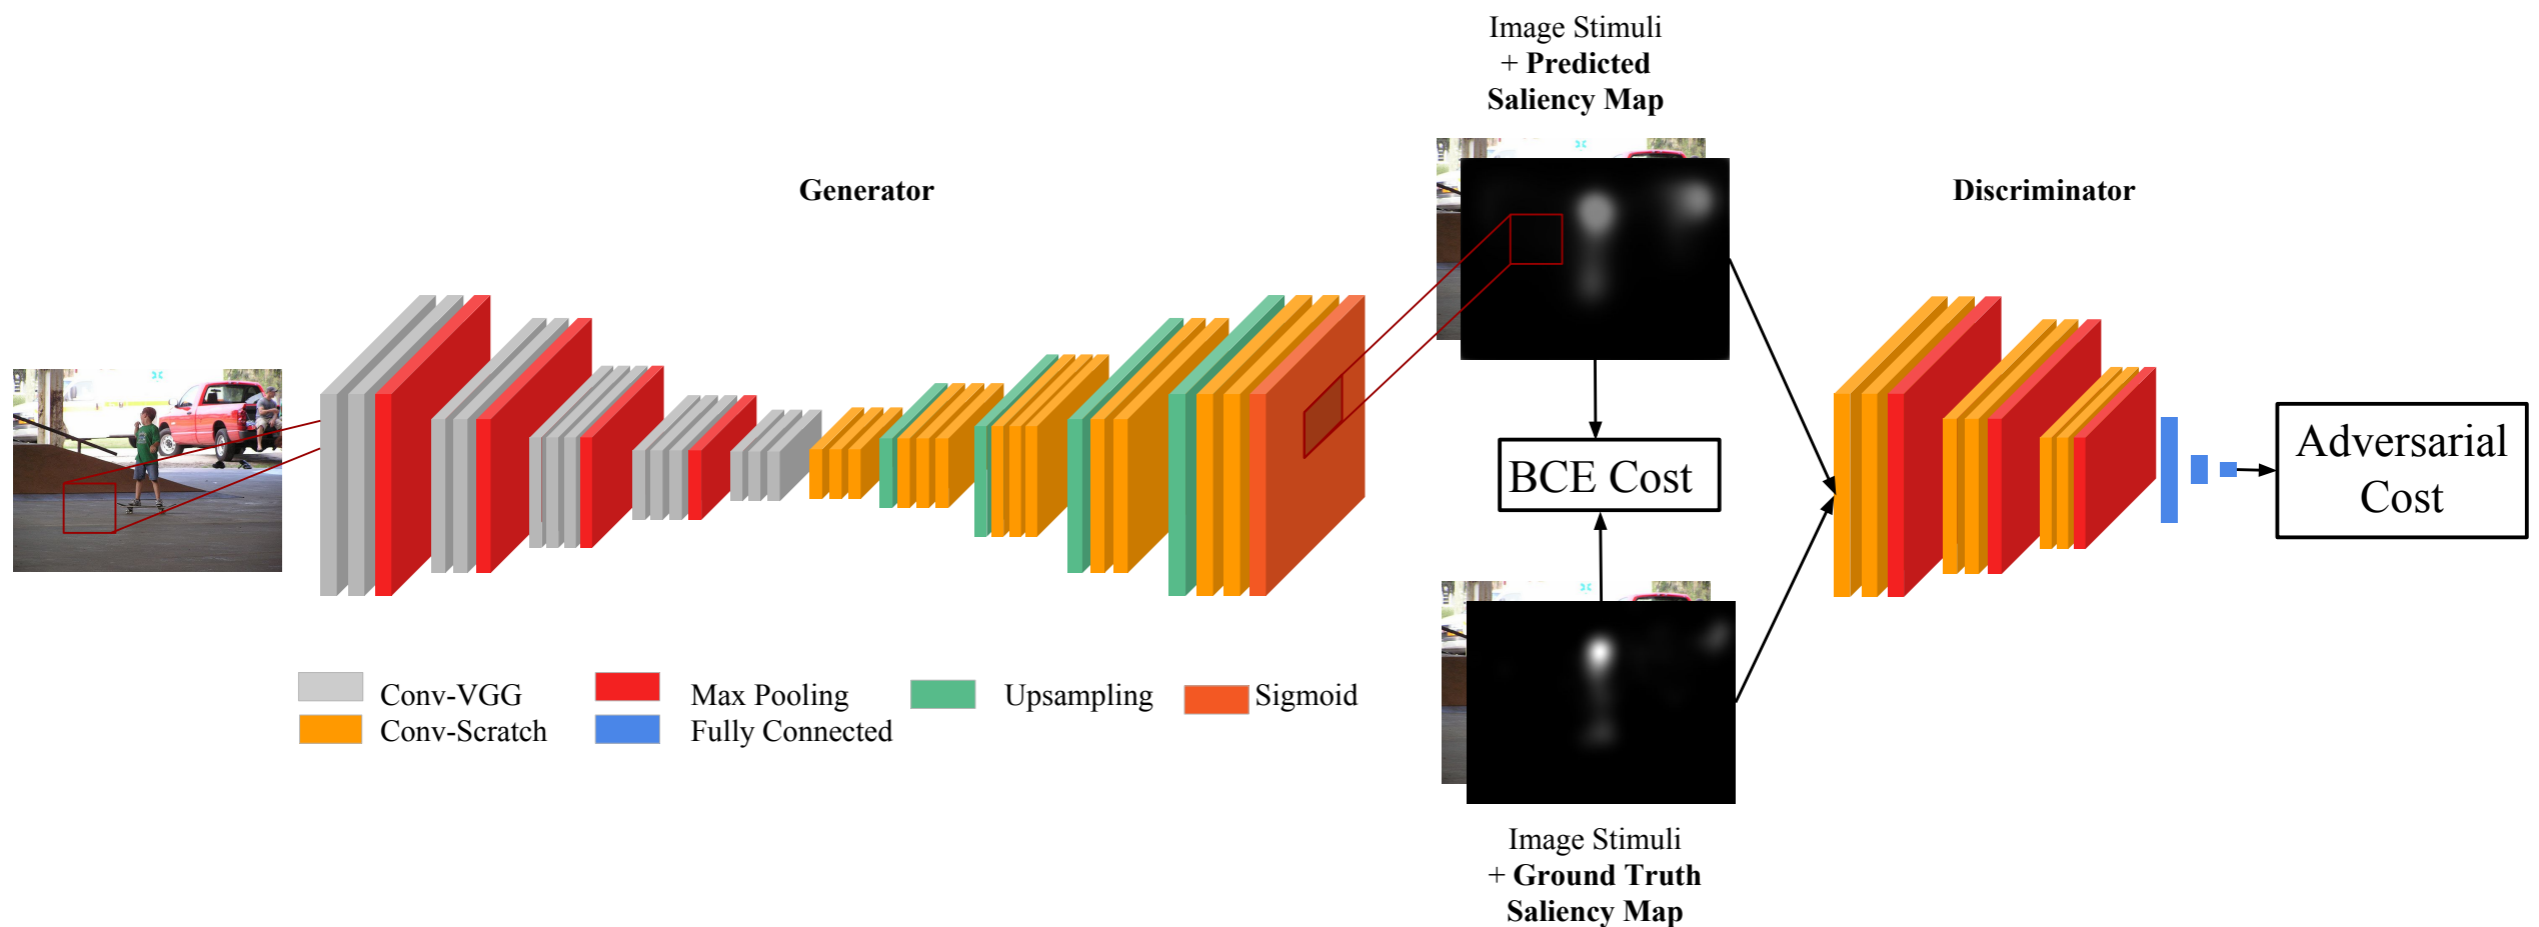 Image Stimuli
+ Predicted
Saliency Map
Generator
Discriminator
BCE Cost
Adversarial
Cost
Conv-VGG
Max Pooling
Upsampling
Sigmoid
Conv-Scratch
Fully Connected
Image Stimuli
+ Ground Truth
Saliency Map